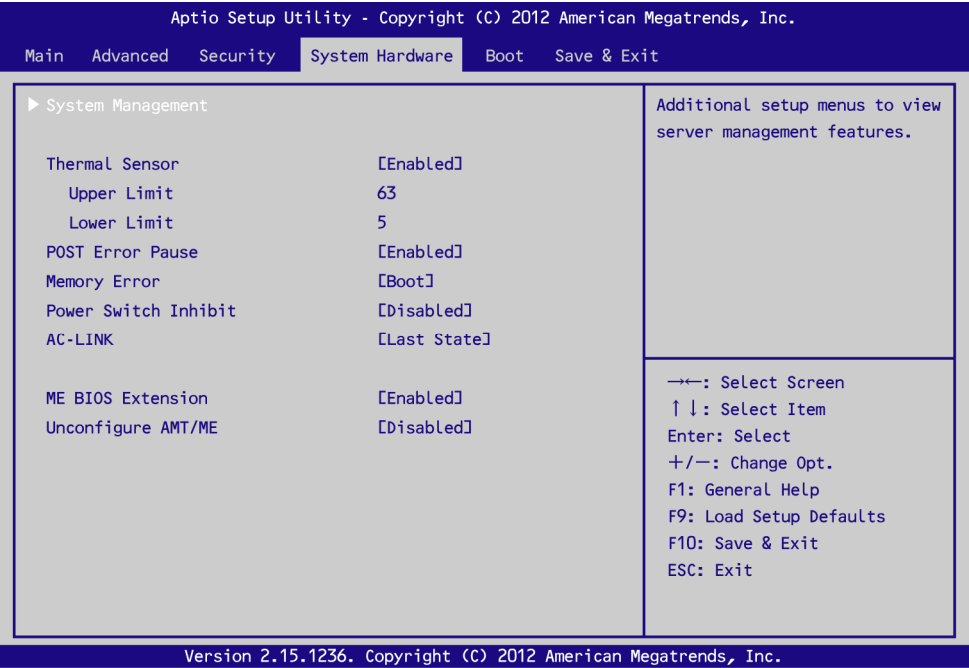 Aptio Setup Utility - Copyright (C) 2012 American Megatrends, Inc.
Main Advanced Security System Hardware Boot Save & Exit
▶ System Management
Thermal Sensor [Enabled]
Upper Limit 63
Lower Limit 5
POST Error Pause [Enabled]
Memory Error [Boot]
Power Switch Inhibit [Disabled]
AC-LINK [Last State]
ME BIOS Extension [Enabled]
Unconfigure AMT/ME [Disabled]
Additional setup menus to view
server management features.
→←: Select Screen
↑↓: Select Item
Enter: Select
+/−: Change Opt.
F1: General Help
F9: Load Setup Defaults
F10: Save & Exit
ESC: Exit
Version 2.15.1236. Copyright (C) 2012 American Megatrends, Inc.